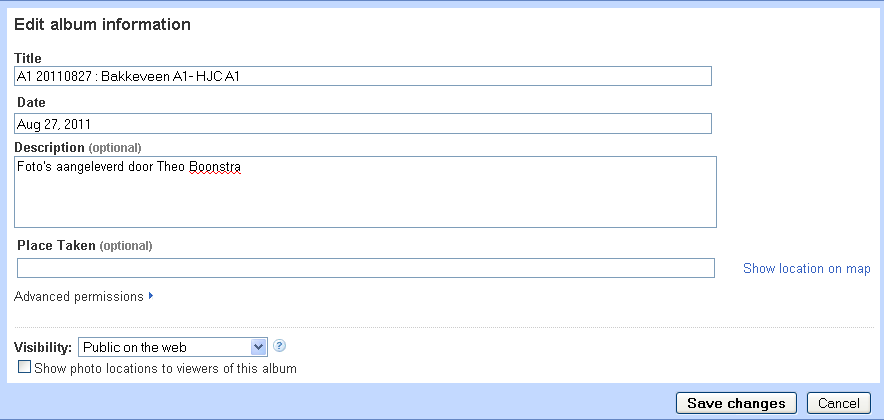 Edit album information
Title
A1 20110827 : Bakkeveen A1- HJC A1
Date
Aug 27, 2011
Description (optional)
Foto's aangeleverd door Theo Boonstra
Place Taken (optional)
Show location on map
Advanced permissions
Visibility: Public on the web ?
Show photo locations to viewers of this album
Save changes Cancel